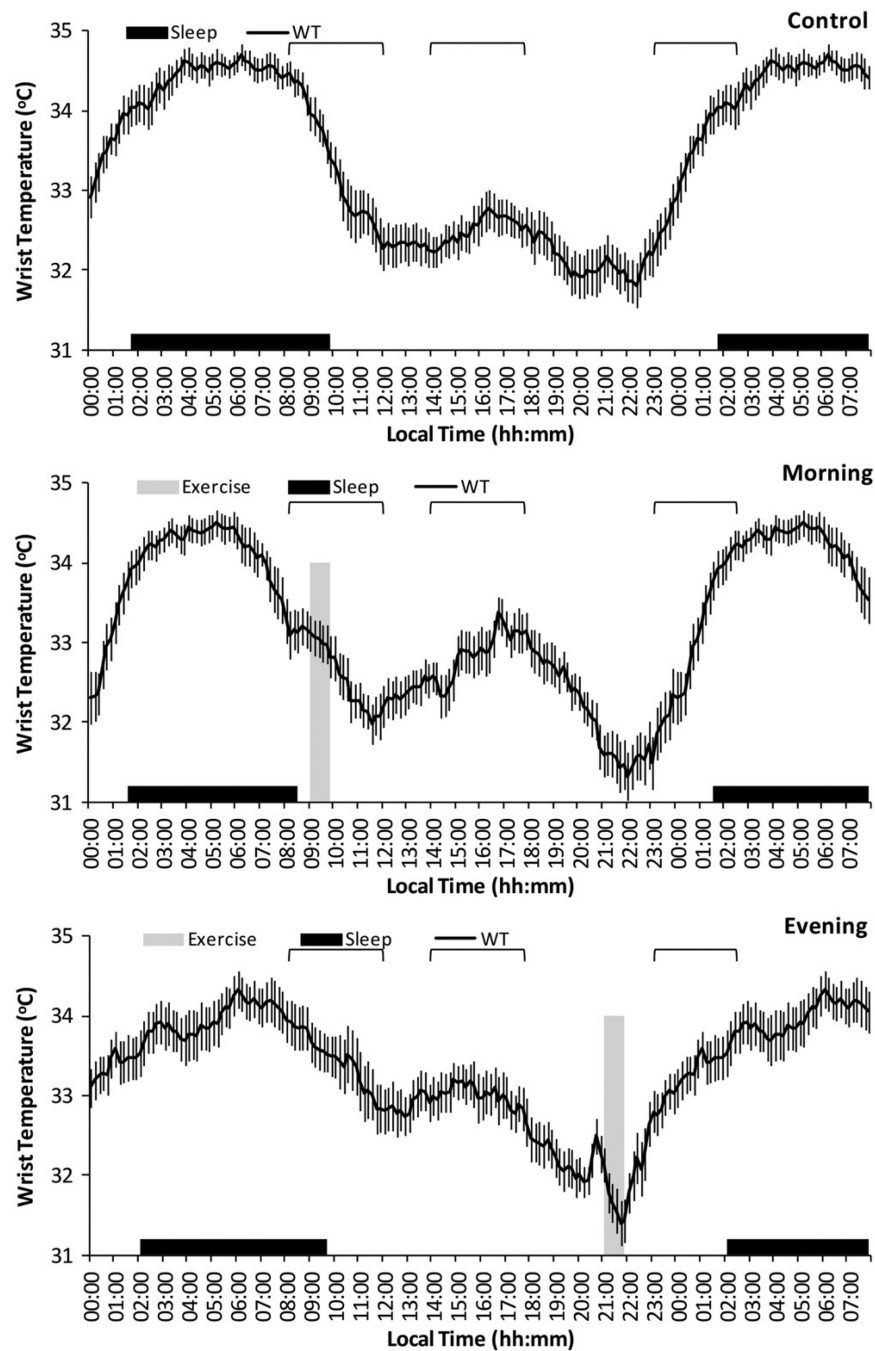 Control
Sleep WT
35
34
33
32
31
Wrist Temperature (ºC)
00:00 01:00 02:00 03:00 04:00 05:00 06:00 07:00 08:00 09:00 10:00 11:00 12:00 13:00 14:00 15:00 16:00 17:00 18:00 19:00 20:00 21:00 22:00 23:00 00:00 01:00 02:00 03:00 04:00 05:00 06:00 07:00
Local Time (hh:mm)
Morning
Exercise Sleep WT
35
34
33
32
31
Wrist Temperature (ºC)
00:00 01:00 02:00 03:00 04:00 05:00 06:00 07:00 08:00 09:00 10:00 11:00 12:00 13:00 14:00 15:00 16:00 17:00 18:00 19:00 20:00 21:00 22:00 23:00 00:00 01:00 02:00 03:00 04:00 05:00 06:00 07:00
Local Time (hh:mm)
Evening
Exercise Sleep WT
35
34
33
32
31
Wrist Temperature (ºC)
00:00 01:00 02:00 03:00 04:00 05:00 06:00 07:00 08:00 09:00 10:00 11:00 12:00 13:00 14:00 15:00 16:00 17:00 18:00 19:00 20:00 21:00 22:00 23:00 00:00 01:00 02:00 03:00 04:00 05:00 06:00 07:00
Local Time (hh:mm)